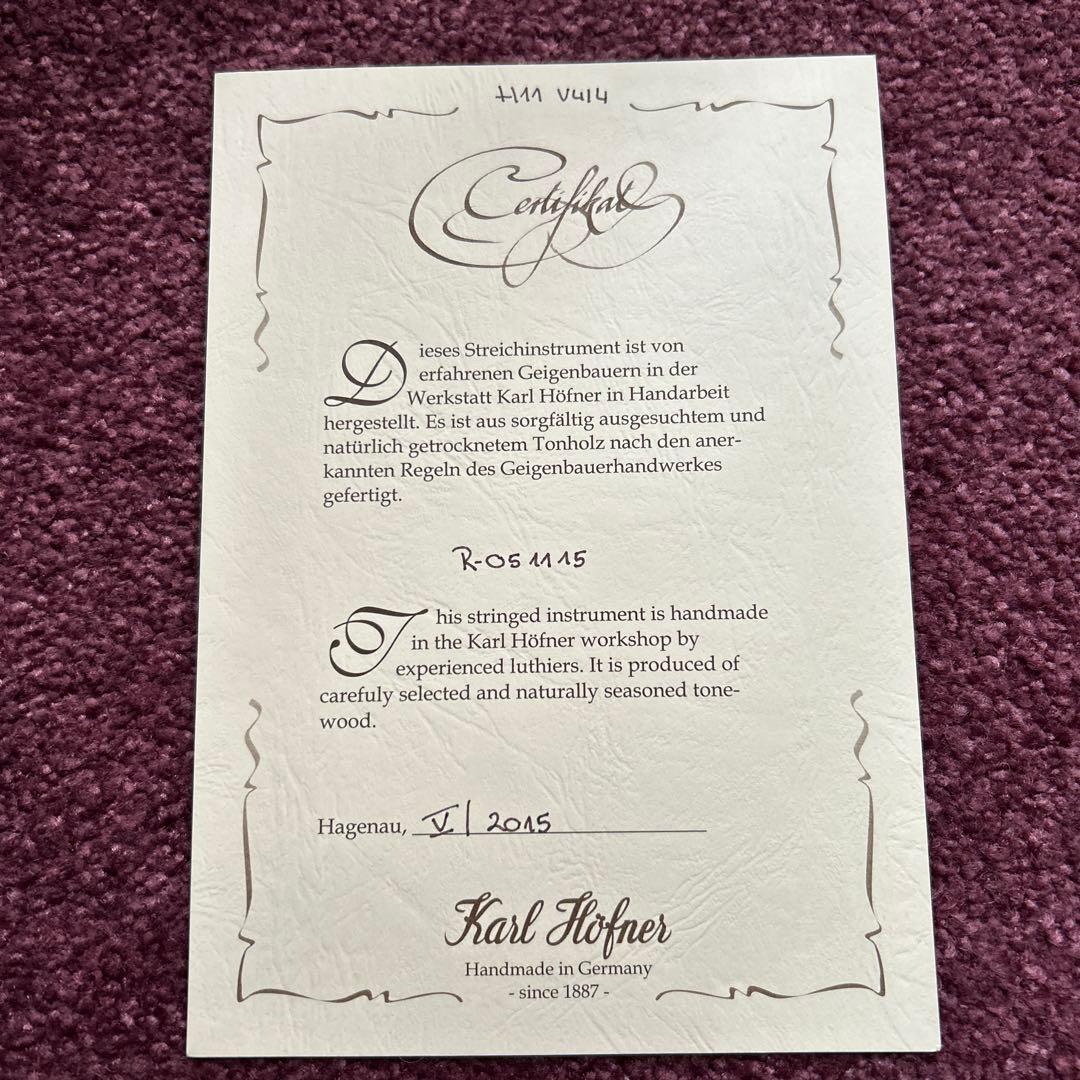 H11 V4/4
Certifikat
Dieses Streichinstrument ist von
erfahrenen Geigenbauern in der
Werkstatt Karl Höfner in Handarbeit
hergestellt. Es ist aus sorgfältig ausgesuchtem und
natürlich getrocknetem Tonholz nach den aner-
kannten Regeln des Geigenbauerhandwerkes
gefertigt.
R-051115
This stringed instrument is handmade
in the Karl Höfner workshop by
experienced luthiers. It is produced of
carefuly selected and naturally seasoned tone-
wood.
Hagenau, V/2015
Karl Höfner
Handmade in Germany
- since 1887 -